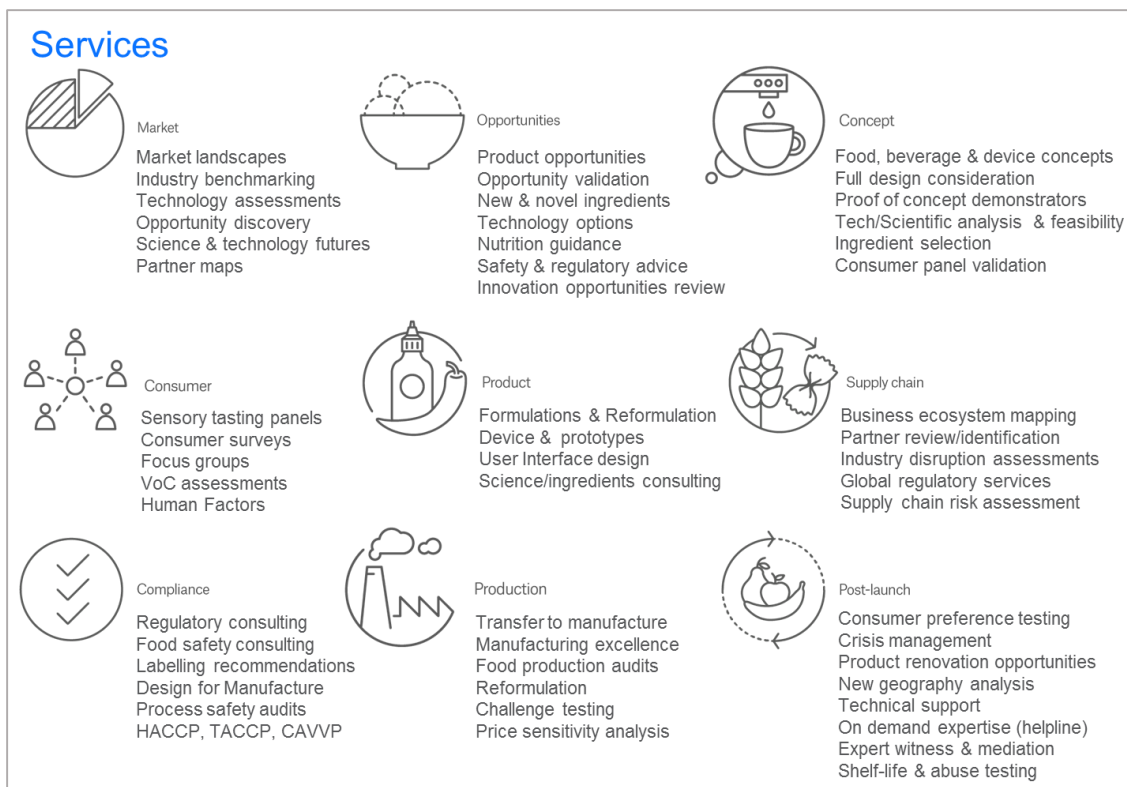 Services
Market
Market landscapes
Industry benchmarking
Technology assessments
Opportunity discovery
Science & technology futures
Partner maps
Opportunities
Product opportunities
Opportunity validation
New & novel ingredients
Technology options
Nutrition guidance
Safety & regulatory advice
Innovation opportunities review
Concept
Food, beverage & device concepts
Full design consideration
Proof of concept demonstrators
Tech/Scientific analysis & feasibility
Ingredient selection
Consumer panel validation
Consumer
Sensory tasting panels
Consumer surveys
Focus groups
VoC assessments
Human Factors
Product
Formulations & Reformulation
Device & prototypes
User Interface design
Science/ingredients consulting
Supply chain
Business ecosystem mapping
Partner review/identification
Industry disruption assessments
Global regulatory services
Supply chain risk assessment
Compliance
Regulatory consulting
Food safety consulting
Labelling recommendations
Design for Manufacture
Process safety audits
HACCP, TACCP, CAVVP
Production
Transfer to manufacture
Manufacturing excellence
Food production audits
Reformulation
Challenge testing
Price sensitivity analysis
Post-launch
Consumer preference testing
Crisis management
Product renovation opportunities
New geography analysis
Technical support
On demand expertise (helpline)
Expert witness & mediation
Shelf-life & abuse testing